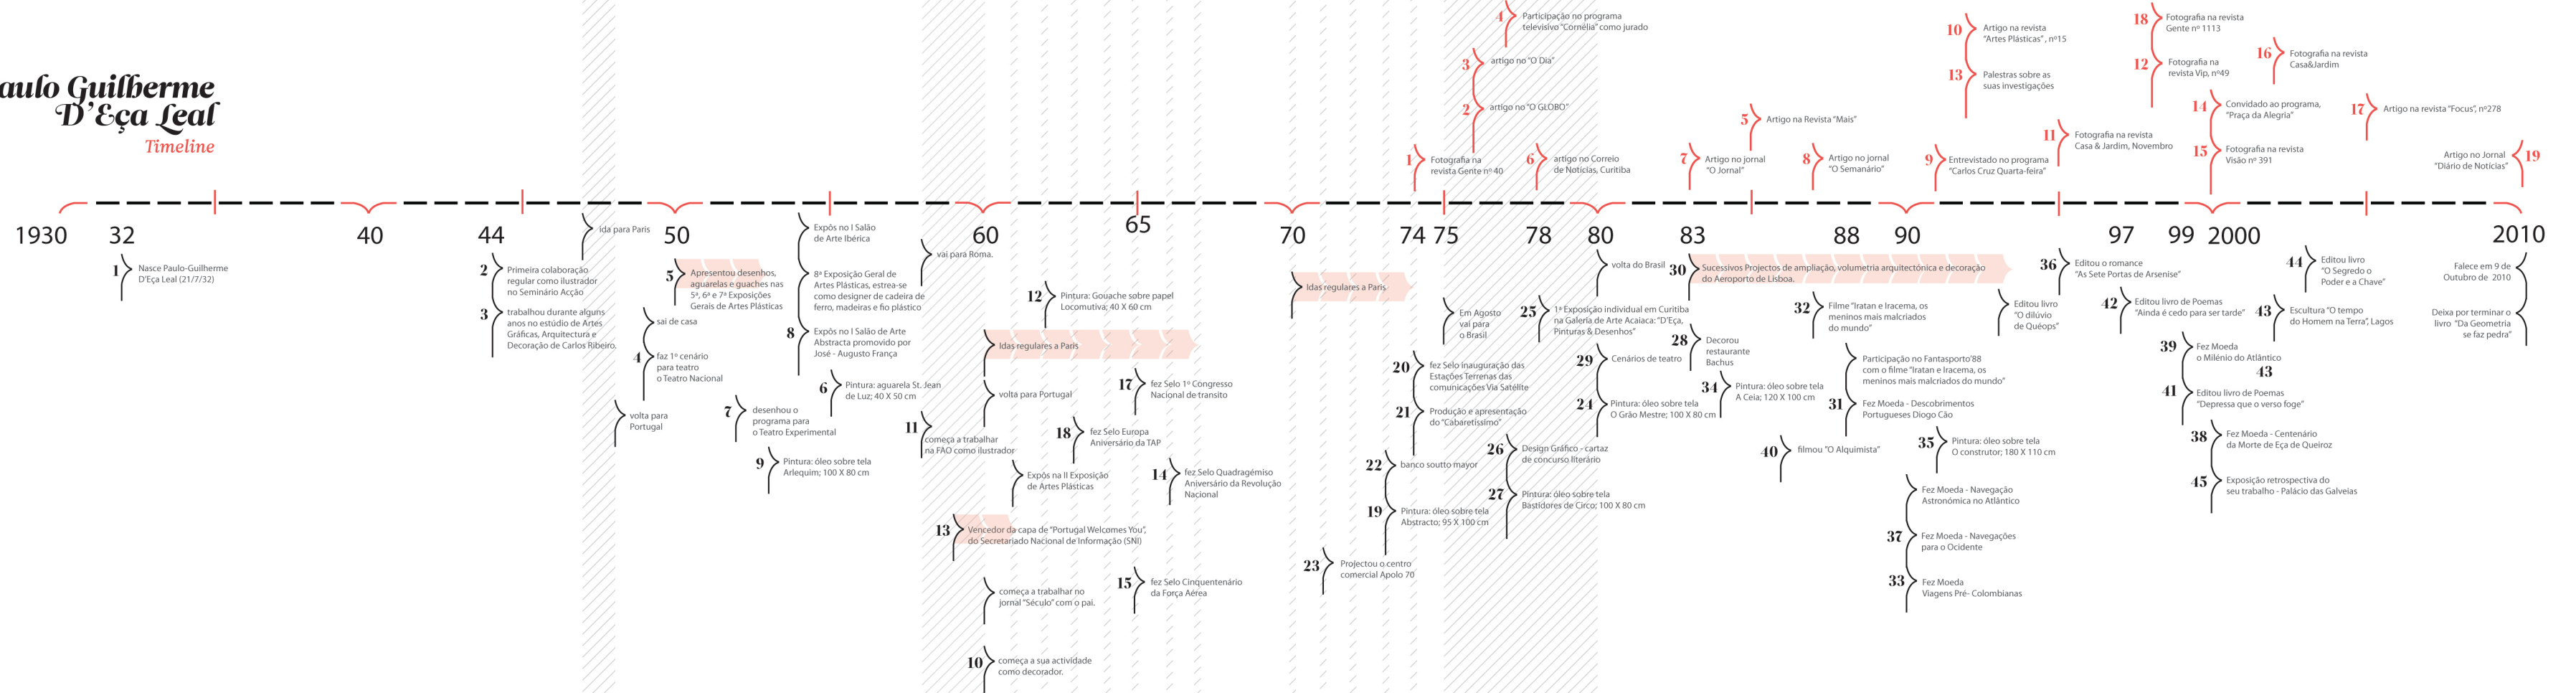 aulo Guilherme
D'Eça Leal
Timeline
4
Participação no programa
televisivo "Cornélia" como jurado
3
artigo no "O Dia"
2
artigo no "O GLOBO"
1
Fotografia na
revista Gente nº 40
6
artigo no Correio
de Notícias, Curitiba
7
Artigo no jornal
"O Jornal"
5
Artigo na Revista "Mais"
8
Artigo no jornal
"O Semanário"
10
Artigo na revista
"Artes Plásticas", nº15
13
Palestras sobre as
suas investigações
9
Entrevistado no programa
"Carlos Cruz Quarta-feira"
11
Fotografia na revista
Casa & Jardim, Novembro
18
Fotografia na revista
Gente nº 1113
12
Fotografia na
revista Vip, nº49
16
Fotografia na revista
Casa&Jardim
14
Convidado ao programa,
"Praça da Alegria"
15
Fotografia na revista
Visão nº 391
17
Artigo na revista "Focus", nº278
Artigo no Jornal
"Diário de Notícias"
19
1930
32
40
44
50
60
65
70
74
75
78
80
83
88
90
97
99
2000
2010
1
Nasce Paulo-Guilherme
D'Eça Leal (21/7/32)
2
Primeira colaboração
regular como ilustrador
no Seminário Acção
3
trabalhou durante alguns
anos no estúdio de Artes
Gráficas, Arquitectura e
Decoração de Carlos Ribeiro.
ida para Paris
5
Apresentou desenhos,
aguarelas e guaches nas
5ª, 6ª e 7ª Exposições
Gerais de Artes Plásticas
sai de casa
4
faz 1º cenário
para teatro
o Teatro Nacional
volta para
Portugal
7
desenhou o
programa para
o Teatro Experimental
9
Pintura: óleo sobre tela
Arlequim; 100 X 80 cm
Expôs no I Salão
de Arte Ibérica
8ª Exposição Geral de
Artes Plásticas, estrea-se
como designer de cadeira de
ferro, madeiras e fio plástico
8
Expôs no I Salão de Arte
Abstracta promovido por
José - Augusto França
6
Pintura: aguarela St. Jean
de Luz; 40 X 50 cm
vai para Roma.
11
começa a trabalhar
na FAO como ilustrador
12
Pintura: Gouache sobre papel
Locomotiva; 40 X 60 cm
Idas regulares a Paris
volta para Portugal
18
fez Selo Europa
Aniversário da TAP
Expôs na II Exposição
de Artes Plásticas
13
Vencedor da capa de "Portugal Welcomes You",
do Secretariado Nacional de Informação (SNI)
começa a trabalhar no
jornal "Século" com o pai.
10
começa a sua actividade
como decorador.
17
fez Selo 1º Congresso
Nacional de transito
14
fez Selo Quadragémiso
Aniversário da Revolução
Nacional
15
fez Selo Cinquentenário
da Força Aérea
Idas regulares a Paris
20
fez Selo inauguração das
Estações Terrenas das
comunicações Via Satélite
21
Produção e apresentação
do "Cabaretíssimo"
22
banco soutto mayor
19
Pintura: óleo sobre tela
Abstracto; 95 X 100 cm
23
Projectou o centro
comercial Apolo 70
Em Agosto
vai para
o Brasil
25
1ª Exposição individual em Curitiba
na Galería de Arte Acaiaca: "D'Eça,
Pinturas & Desenhos"
26
Design Gráfico - cartaz
de concurso literário
27
Pintura: óleo sobre tela
Bastidores de Circo; 100 X 80 cm
volta do Brasil
29
Cenários de teatro
24
Pintura: óleo sobre tela
O Grão Mestre; 100 X 80 cm
30
Sucessivos Projectos de ampliação, volumetria arquitectónica e decoração
do Aeroporto de Lisboa.
28
Decorou
restaurante
Bachus
34
Pintura: óleo sobre tela
A Ceia; 120 X 100 cm
32
Filme "Iratan e Iracema, os
meninos mais malcriados
do mundo"
Participação no Fantasporto'88
com o filme "Iratan e Iracema, os
meninos mais malcriados do mundo"
31
Fez Moeda - Descobrimentos
Portugueses Diogo Cão
40
filmou "O Alquimista"
35
Pintura: óleo sobre tela
O construtor; 180 X 110 cm
Fez Moeda - Navegação
Astronómica no Atlântico
37
Fez Moeda - Navegações
para o Ocidente
33
Fez Moeda
Viagens Pré- Colombianas
Editou livro
"O dilúvio
de Quéops"
36
Editou o romance
"As Sete Portas de Arsenise"
42
Editou livro de Poemas
"Ainda é cedo para ser tarde"
39
Fez Moeda
o Milénio do Atlântico
43
41
Editou livro de Poemas
"Depressa que o verso foge"
38
Fez Moeda - Centenário
da Morte de Eça de Queiroz
45
Exposição retrospectiva do
seu trabalho - Palácio das Galveias
44
Editou livro
"O Segredo o
Poder e a Chave"
43
Escultura "O tempo
do Homem na Terra", Lagos
Falece em 9 de
Outubro de 2010
Deixa por terminar o
livro "Da Geometria
se faz pedra"